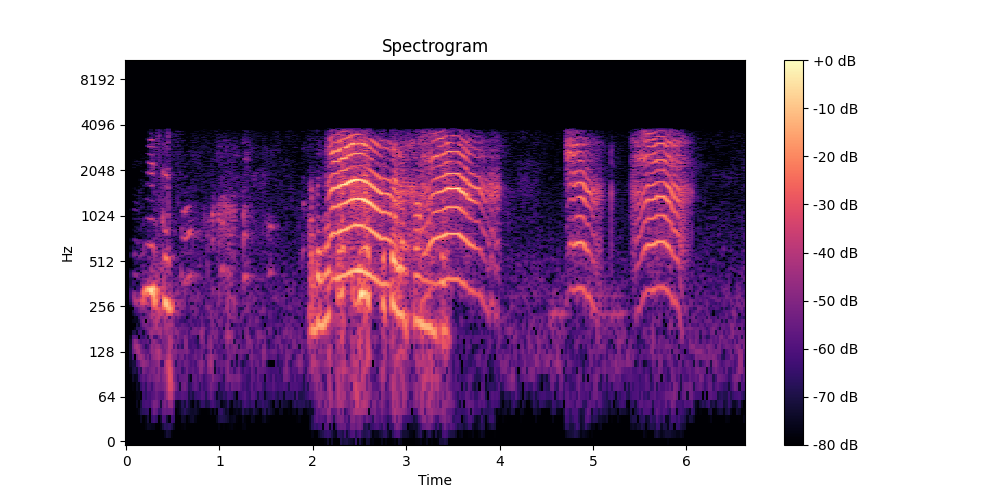 Spectrogram
8192
4096
2048
1024
512
256
128
64
0
Hz
0 1 2 3 4 5 6
Time
+0 dB
-10 dB
-20 dB
-30 dB
-40 dB
-50 dB
-60 dB
-70 dB
-80 dB